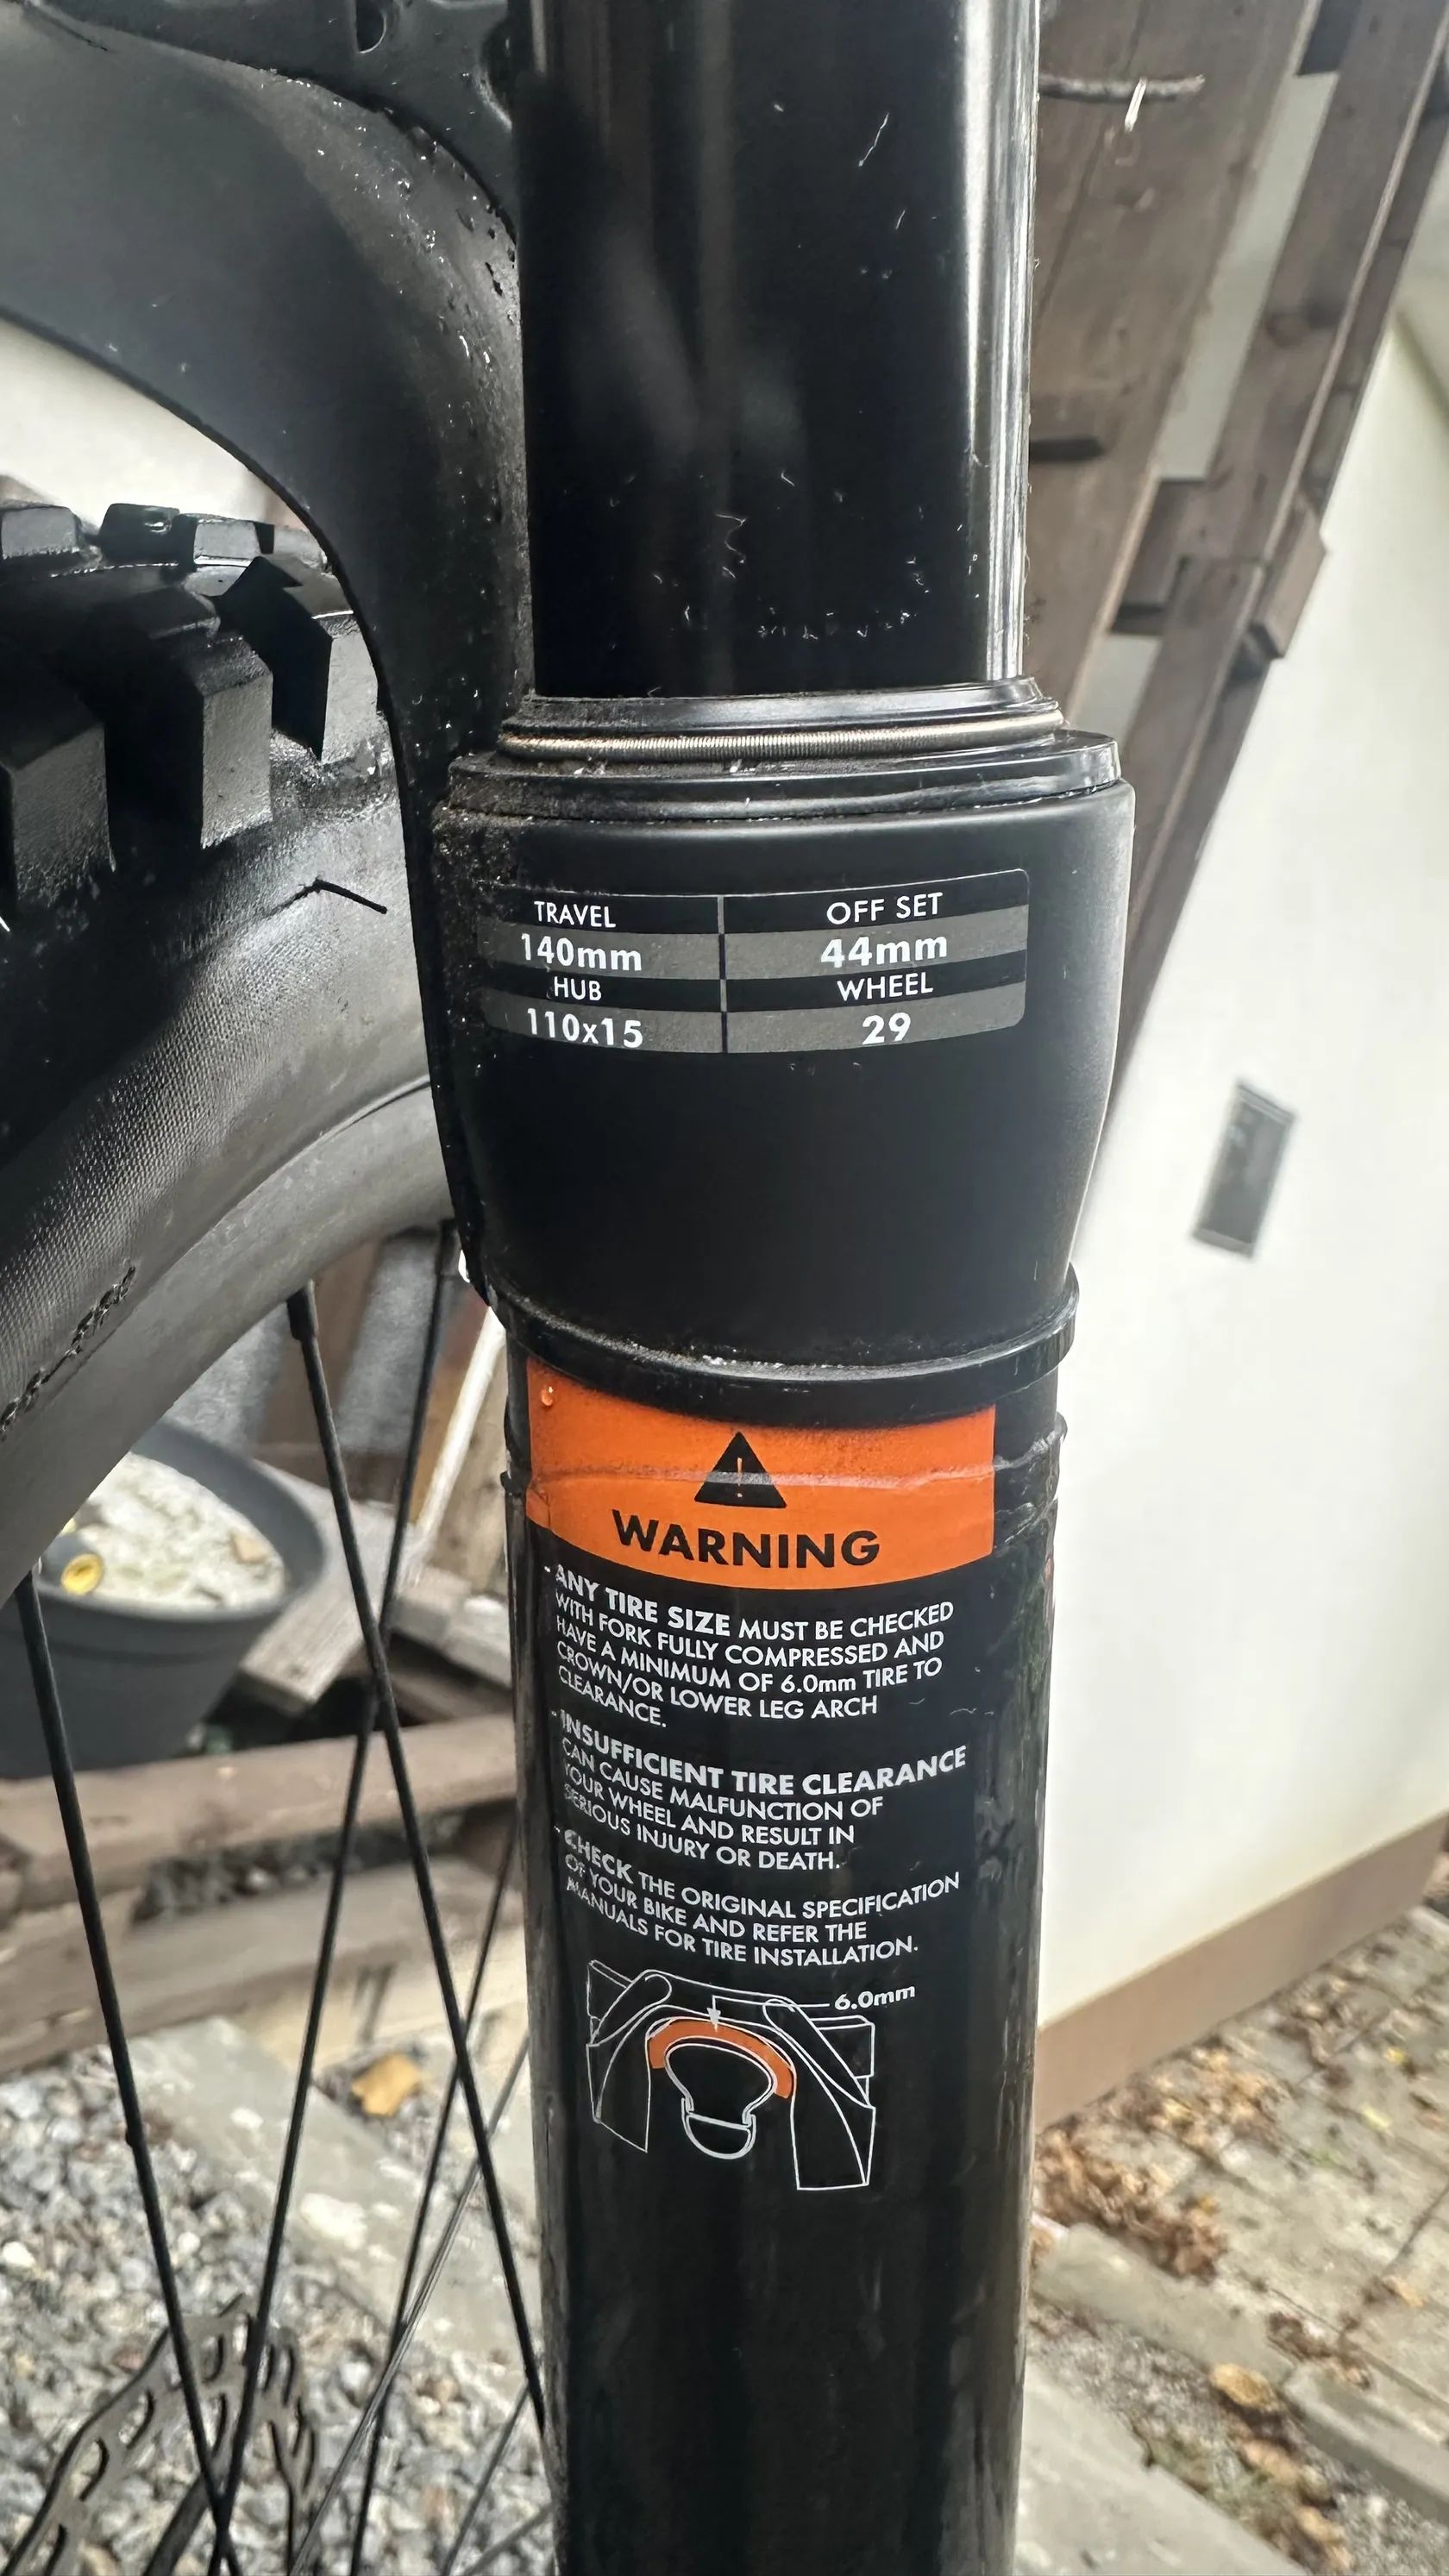 TRAVEL OFF SET
140mm 44mm
HUB WHEEL
110x15 29
WARNING
- ANY TIRE SIZE MUST BE CHECKED
WITH FORK FULLY COMPRESSED AND
HAVE A MINIMUM OF 6.0mm TIRE TO
CROWN/OR LOWER LEG ARCH
CLEARANCE.
- INSUFFICIENT TIRE CLEARANCE
CAN CAUSE MALFUNCTION OF
YOUR WHEEL AND RESULT IN
SERIOUS INJURY OR DEATH.
- CHECK THE ORIGINAL SPECIFICATION
OF YOUR BIKE AND REFER THE
MANUALS FOR TIRE INSTALLATION.
6.0mm